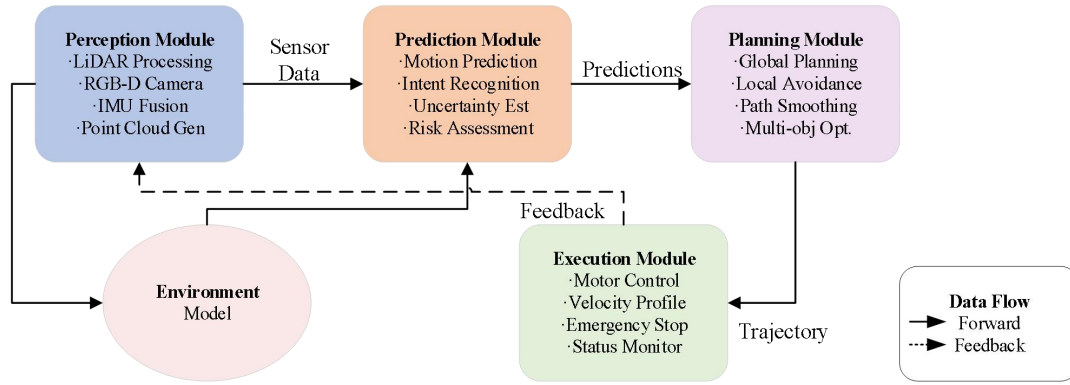 Perception Module
·LiDAR Processing
·RGB-D Camera
·IMU Fusion
·Point Cloud Gen
Sensor
Data
Prediction Module
·Motion Prediction
·Intent Recognition
·Uncertainty Est
·Risk Assessment
Predictions
Planning Module
·Global Planning
·Local Avoidance
·Path Smoothing
·Multi-obj Opt.
Feedback
Environment
Model
Execution Module
·Motor Control
·Velocity Profile
·Emergency Stop
·Status Monitor
Trajectory
Data Flow
Forward
Feedback